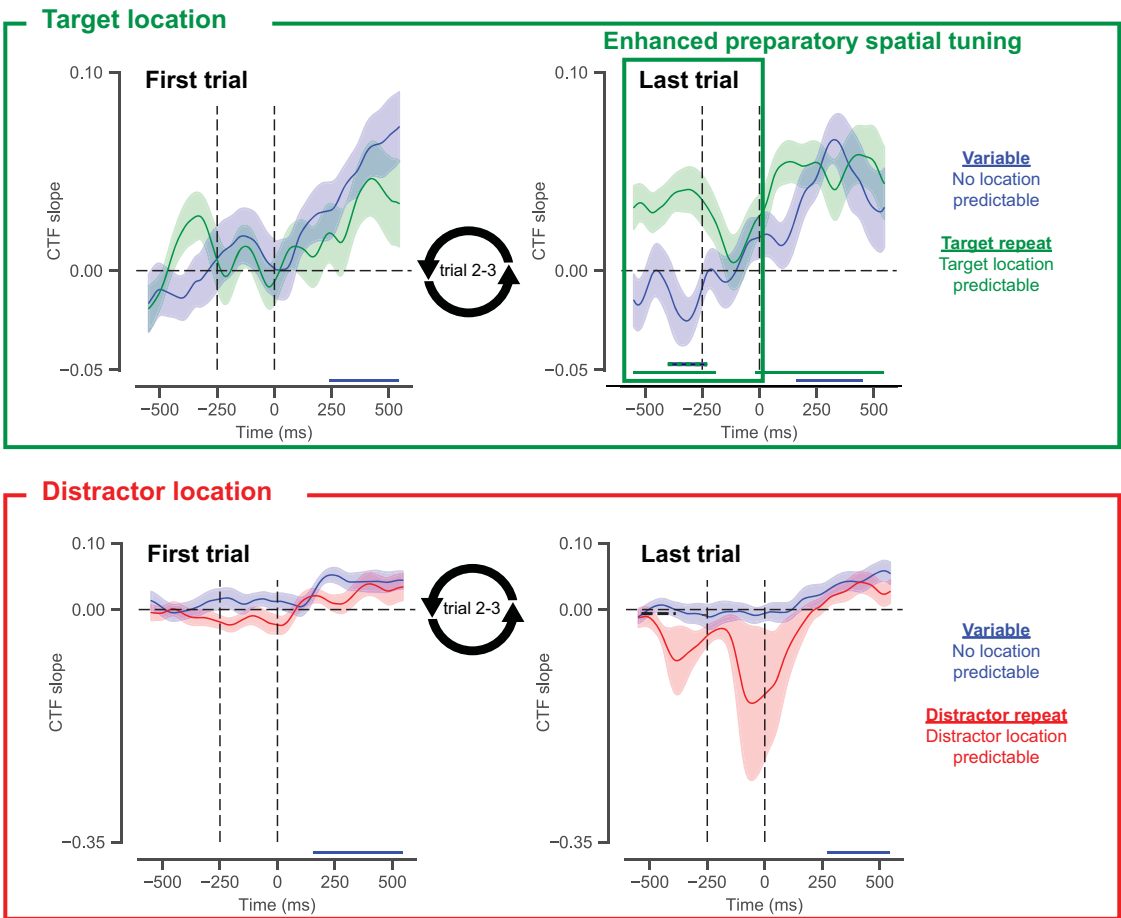 Target location
Enhanced preparatory spatial tuning
First trial
0.10
0.00
−0.05
CTF slope
−500 −250 0 250 500
Time (ms)
trial 2-3
Last trial
0.10
0.00
−0.05
CTF slope
−500 −250 0 250 500
Time (ms)
Variable
No location
predictable
Target repeat
Target location
predictable
Distractor location
First trial
0.10
0.00
−0.35
CTF slope
−500 −250 0 250 500
Time (ms)
trial 2-3
Last trial
0.10
0.00
−0.35
CTF slope
−500 −250 0 250 500
Time (ms)
Variable
No location
predictable
Distractor repeat
Distractor location
predictable